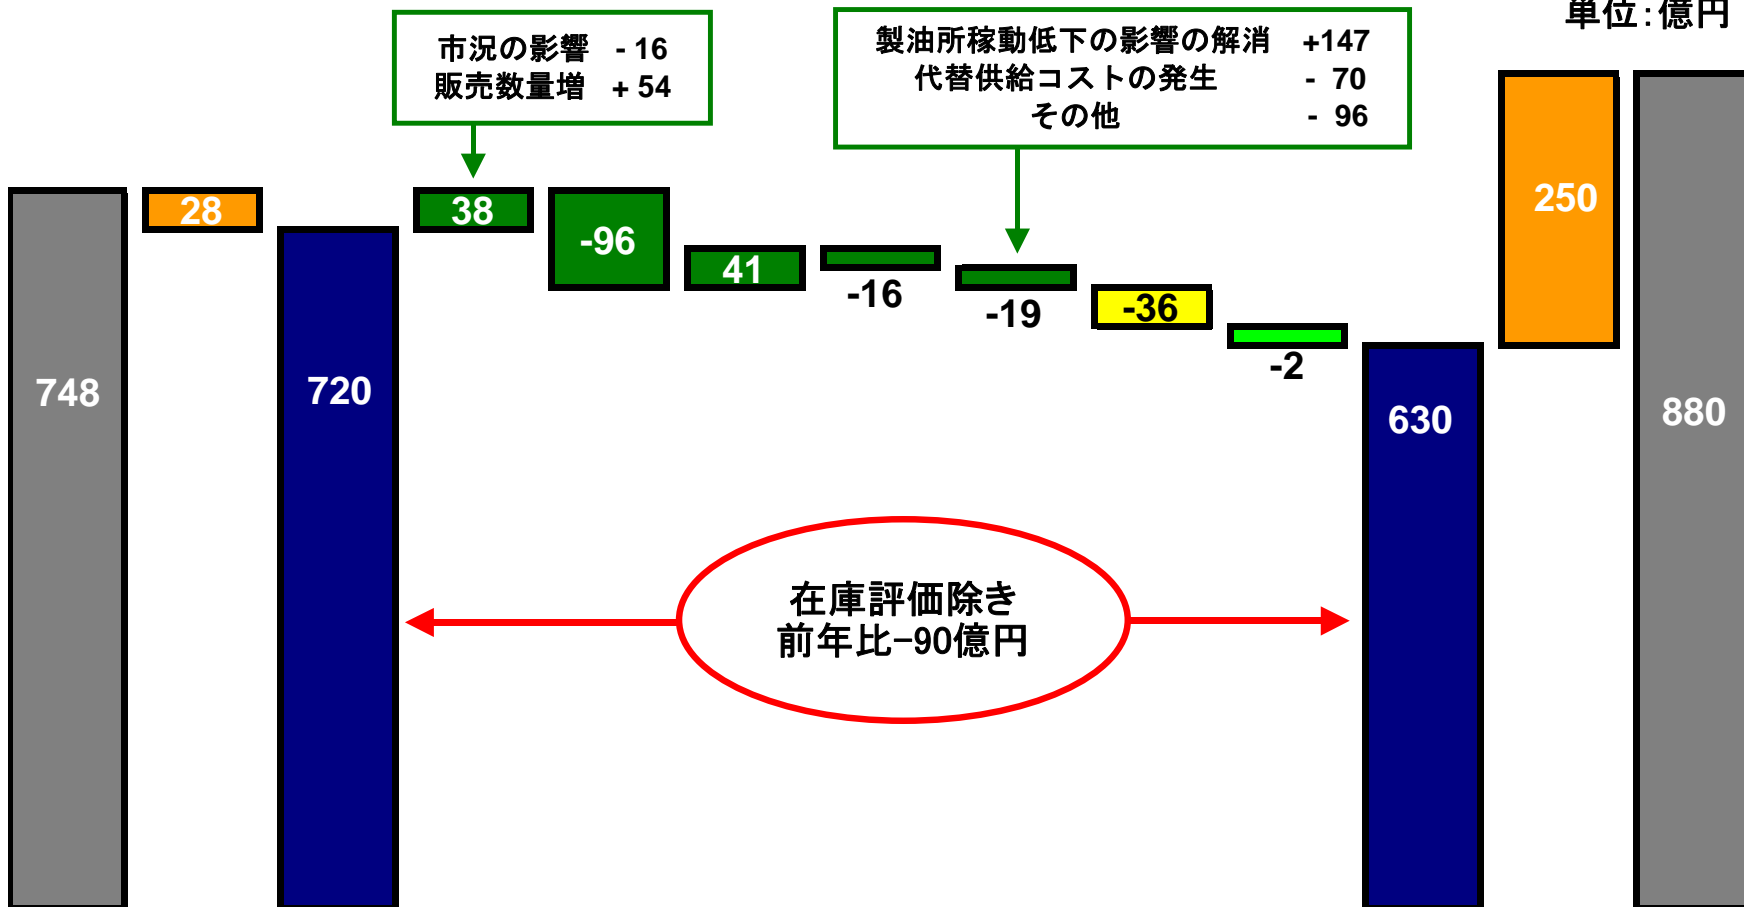 単位:億円
市況の影響 - 16
販売数量増 + 54
製油所稼動低下の影響の解消 +147
代替供給コストの発生 - 70
その他 - 96
748
28
720
38
-96
41
-16
-19
-36
-2
630
250
880
在庫評価除き
前年比−90億円